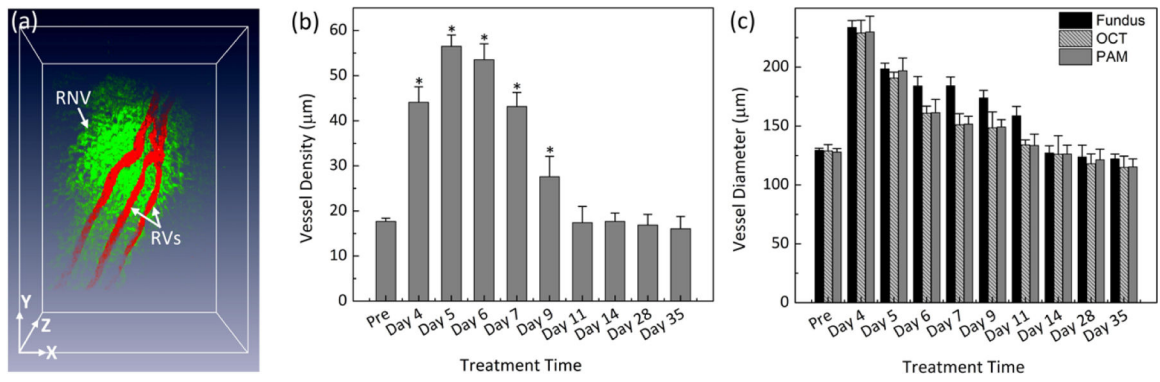 (a)
RNV
RVs
Y
Z
X
(b)
Vessel Density (μm)
60
50
40
30
20
10
0
* * * * *
Pre Day 4 Day 5 Day 6 Day 7 Day 9 Day 11 Day 14 Day 28 Day 35
Treatment Time
(c)
Vessel Diameter (μm)
200
150
100
50
0
Fundus
OCT
PAM
Pre Day 4 Day 5 Day 6 Day 7 Day 9 Day 11 Day 14 Day 28 Day 35
Treatment Time